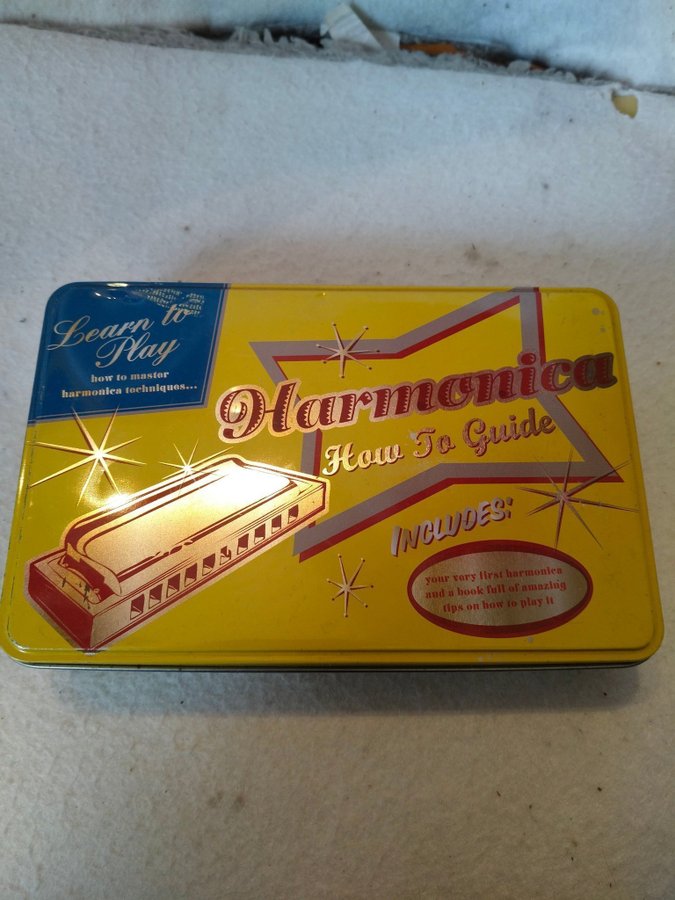 Learn to
Play
how to master
harmonica techniques...
Harmonica
How To Guide
INCLUDES:
your very first harmonica
and a book full of amazing
tips on how to play it